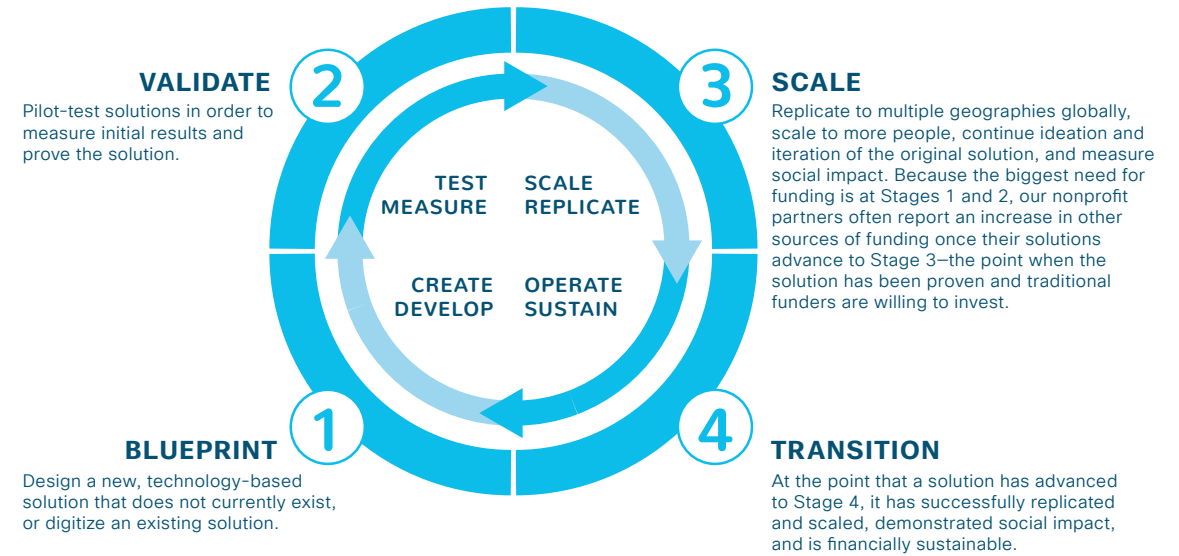 2
VALIDATE
Pilot-test solutions in order to
measure initial results and
prove the solution.
3
SCALE
Replicate to multiple geographies globally,
scale to more people, continue ideation and
iteration of the original solution, and measure
social impact. Because the biggest need for
funding is at Stages 1 and 2, our nonprofit
partners often report an increase in other
sources of funding once their solutions
advance to Stage 3—the point when the
solution has been proven and traditional
funders are willing to invest.
TEST
MEASURE
SCALE
REPLICATE
CREATE
DEVELOP
OPERATE
SUSTAIN
1
BLUEPRINT
Design a new, technology-based
solution that does not currently exist,
or digitize an existing solution.
4
TRANSITION
At the point that a solution has advanced
to Stage 4, it has successfully replicated
and scaled, demonstrated social impact,
and is financially sustainable.